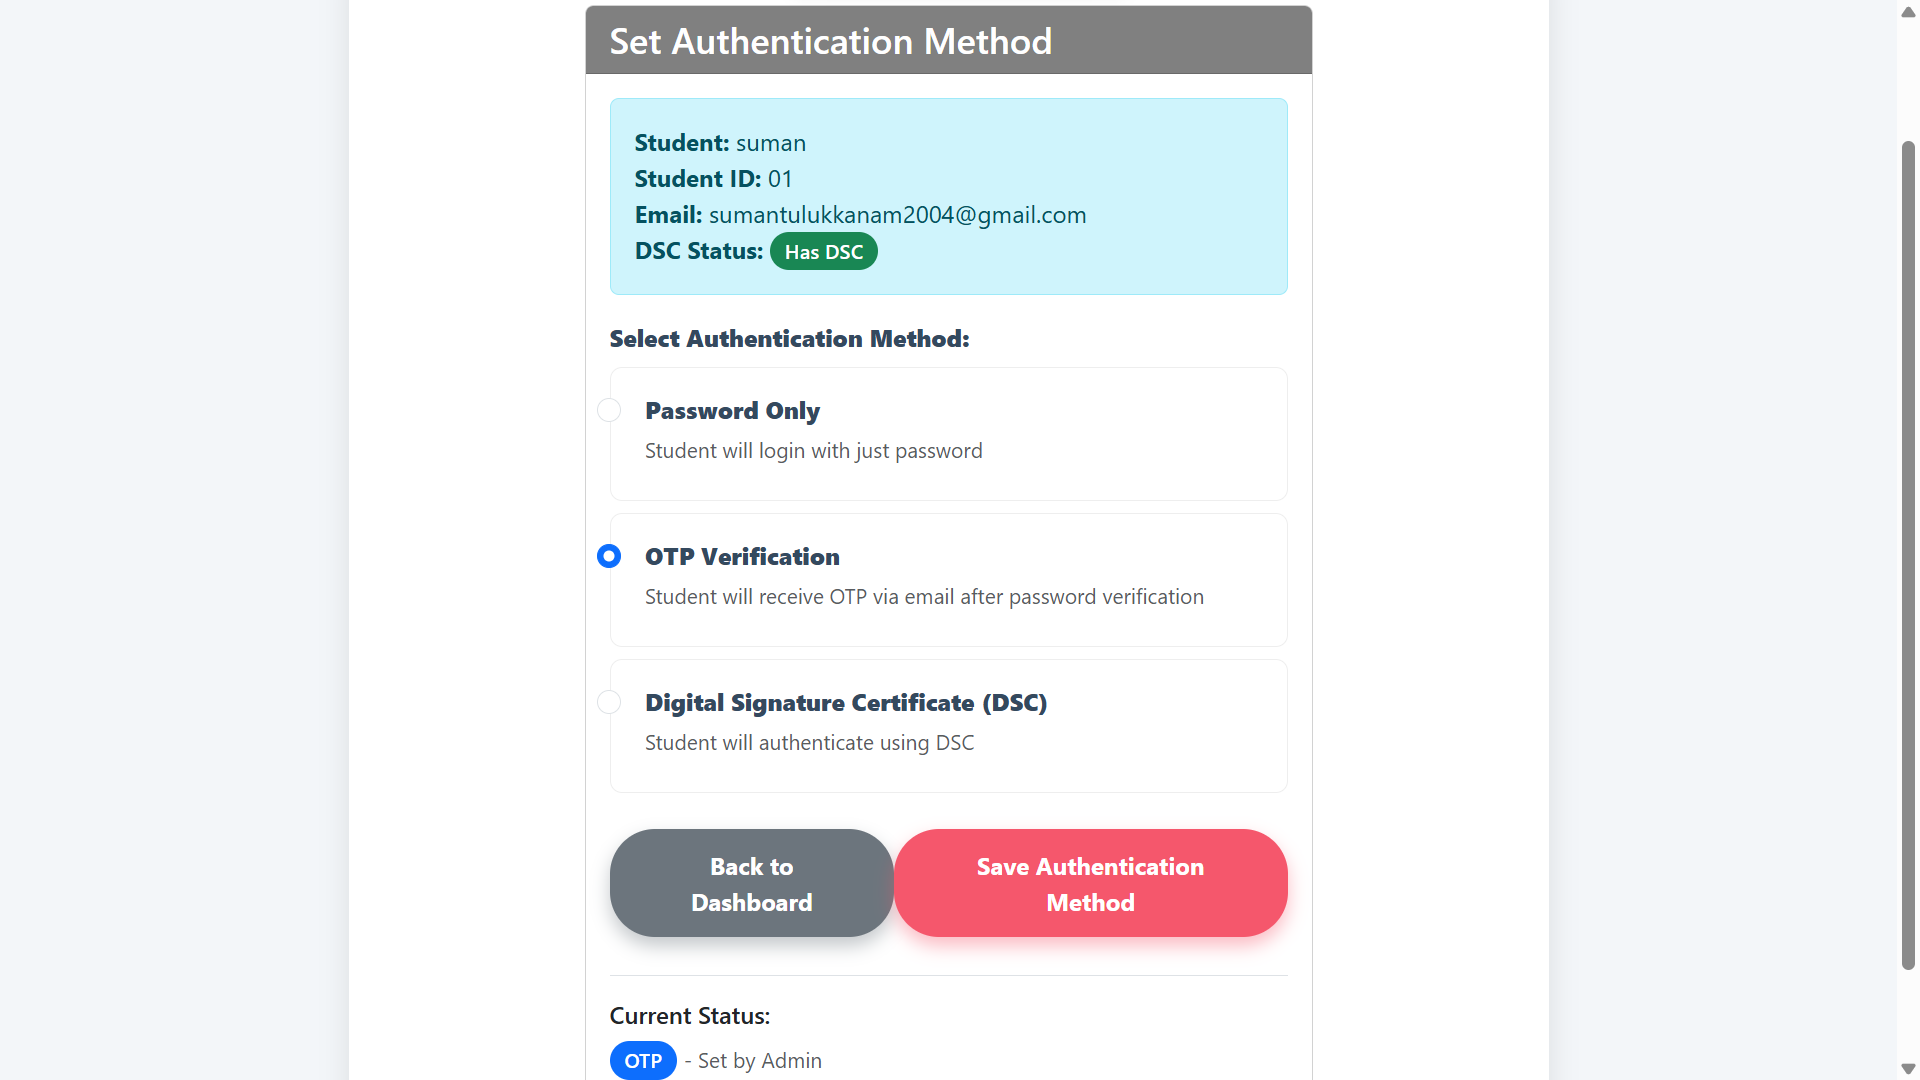 Set Authentication Method
Student: suman
Student ID: 01
Email: sumantulukkanam2004@gmail.com
DSC Status: Has DSC
Select Authentication Method:
Password Only
Student will login with just password
OTP Verification
Student will receive OTP via email after password verification
Digital Signature Certificate (DSC)
Student will authenticate using DSC
Back to
Dashboard
Save Authentication
Method
Current Status:
OTP - Set by Admin